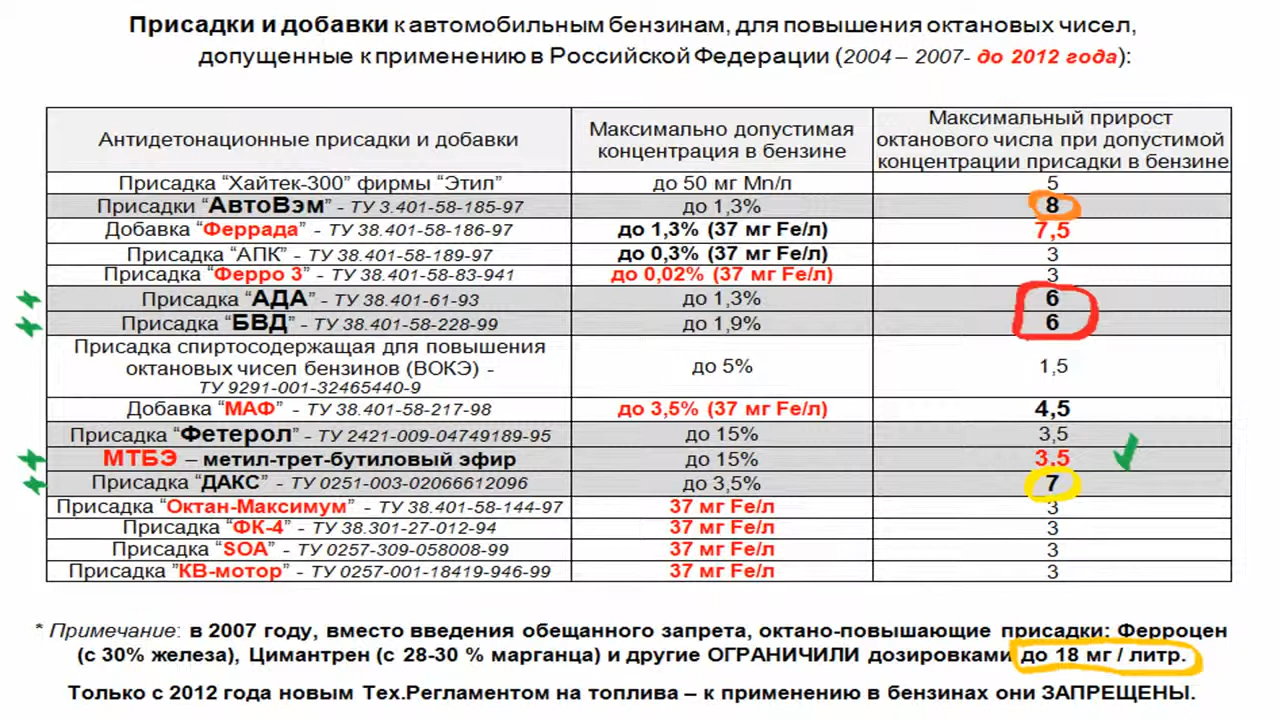 Присадки и добавки к автомобильным бензинам, для повышения октановых чисел,
допущенные к применению в Российской Федерации (2004 – 2007- до 2012 года):
Антидетонационные присадки и добавки
Максимально допустимая
концентрация в бензине
Максимальный прирост
октанового числа при допустимой
концентрации присадки в бензине
Присадка “Хайтек-300” фирмы “Этил” до 50 мг Mn/л 5
Присадки “АвтоВэм” - ТУ 3.401-58-185-97 до 1,3% 8
Добавка “Феррада” - ТУ 38.401-58-186-97 до 1,3% (37 мг Fe/л) 7,5
Присадка “АПК” - ТУ 38.401-58-189-97 до 0,3% (37 мг Fe/л) 3
Присадка “Ферро 3” - ТУ 38.401-58-83-941 до 0,02% (37 мг Fe/л) 3
Присадка “АДА” - ТУ 38.401-61-93 до 1,3% 6
Присадка “БВД” - ТУ 38.401-58-228-99 до 1,9% 6
Присадка спиртосодержащая для повышения
октановых чисел бензинов (ВОКЭ) -
ТУ 9291-001-32465440-9
до 5% 1,5
Добавка “МАФ” - ТУ 38.401-58-217-98 до 3,5% (37 мг Fe/л) 4,5
Присадка “Фетерол” - ТУ 2421-009-04749189-95 до 15% 3,5
МТБЭ – метил-трет-бутиловый эфир до 15% 3,5
Присадка “ДАКС” - ТУ 0251-003-02066612096 до 3,5% 7
Присадка “Октан-Максимум” - ТУ 38.401-58-144-97 37 мг Fe/л 3
Присадка “ФК-4” - ТУ 38.301-27-012-94 37 мг Fe/л 3
Присадка “SOA” - ТУ 0257-309-058008-99 37 мг Fe/л 3
Присадка ”КВ-мотор” - ТУ 0257-001-18419-946-99 37 мг Fe/л 3
* Примечание: в 2007 году, вместо введения обещанного запрета, октано-повышающие присадки: Ферроцен
(с 30% железа), Цимантрен (с 28-30 % марганца) и другие ОГРАНИЧИЛИ дозировками до 18 мг / литр.
Только с 2012 года новым Тех.Регламентом на топлива – к применению в бензинах они ЗАПРЕЩЕНЫ.